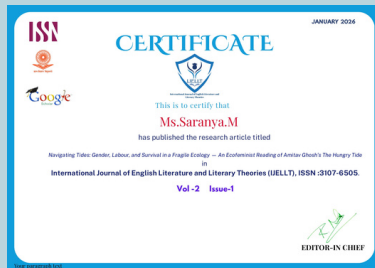 JANUARY 2026
ISSN
CERTIFICATE
Google
IJELLT
This is to certify that
Ms.Saranya.M
has published the research article titled
Navigating Tides: Gender, Labour, and Survival in a Fragile Ecology — An Ecofeminist Reading of Amitav Ghosh's The Hungry Tide
in
International Journal of English Literature and Literary Theories (IJELLT), ISSN :3107-6505.
Vol -2 Issue-1
EDITOR-IN CHIEF
Your paragraph text